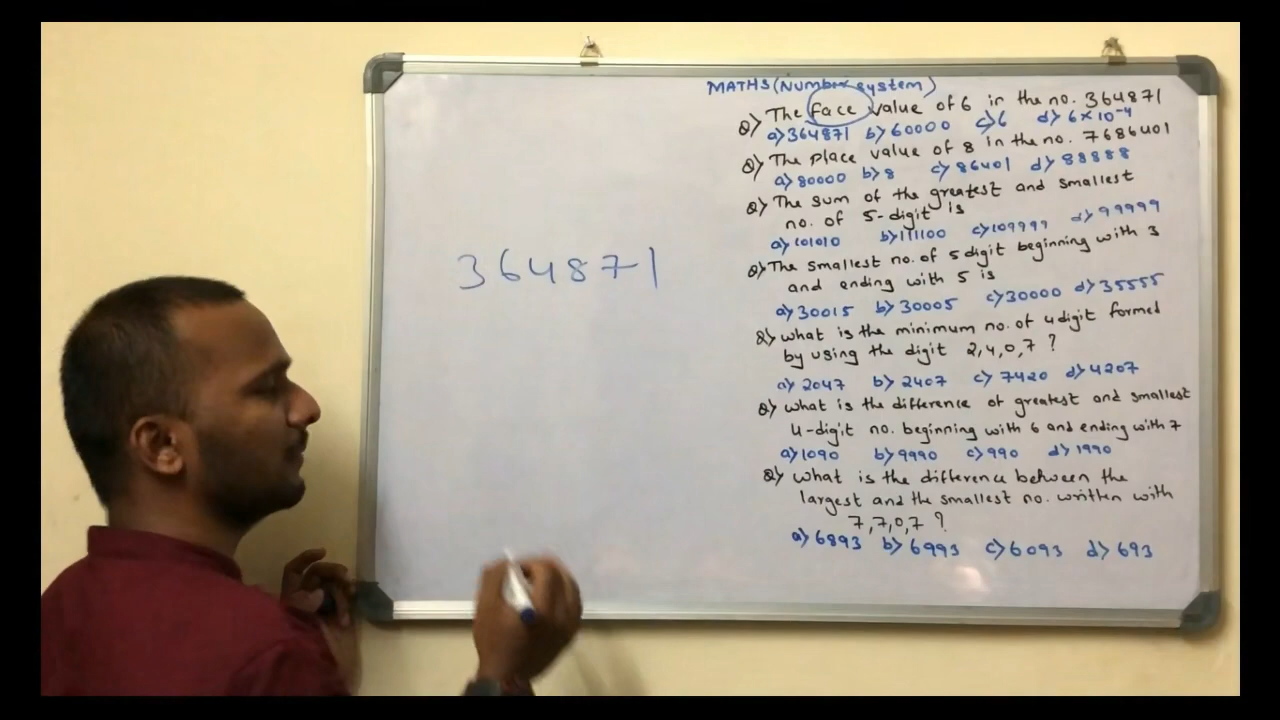 MATHS (Number system)
Q> The face value of 6 in the no. 364871
a> 364871 b> 60000 c> 6 d> 6×10⁻⁴
Q> The place value of 8 in the no. 7686401
a> 80000 b> 8 c> 86401 d> 88888
Q> The sum of the greatest and smallest
no. of 5-digit is
a> 101010 b> 111100 c> 109999 d> 99999
Q> The smallest no. of 5 digit beginning with 3
and ending with 5 is
a> 30015 b> 30005 c> 30000 d> 35555
Q> what is the minimum no. of 4 digit formed
by using the digit 2,4,0,7 ?
a> 2047 b> 2407 c> 7420 d> 4207
Q> what is the difference of greatest and smallest
4-digit no. beginning with 6 and ending with 7
a> 1090 b> 9990 c> 990 d> 1990
Q> what is the difference between the
largest and the smallest no. written with
7,7,0,7 ?
a> 6893 b> 6993 c> 6093 d> 693
364871